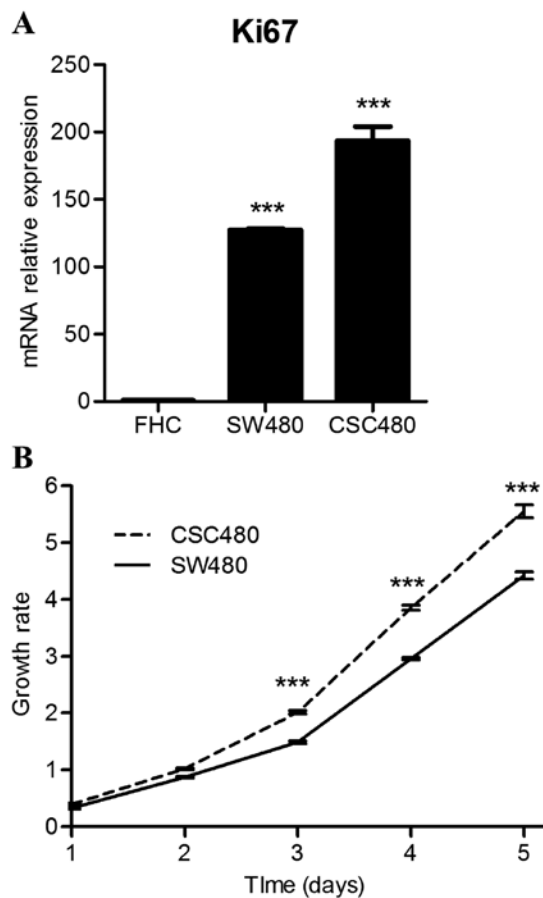 A
Ki67
mRNA relative expression
250
200
150
100
50
0
***
***
FHC
SW480
CSC480
B
Growth rate
6
5
4
3
2
1
0
CSC480
SW480
***
***
***
1
2
3
4
5
TIme (days)